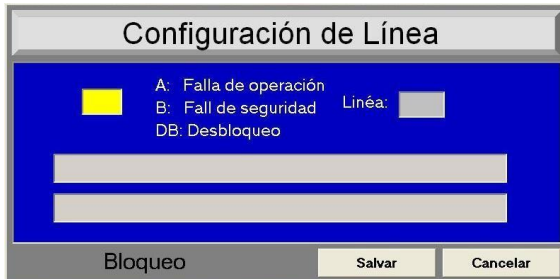 Configuración de Línea
A: Falla de operación
B: Fall de seguridad
Linéa:
DB: Desbloqueo
Bloqueo
Salvar
Cancelar